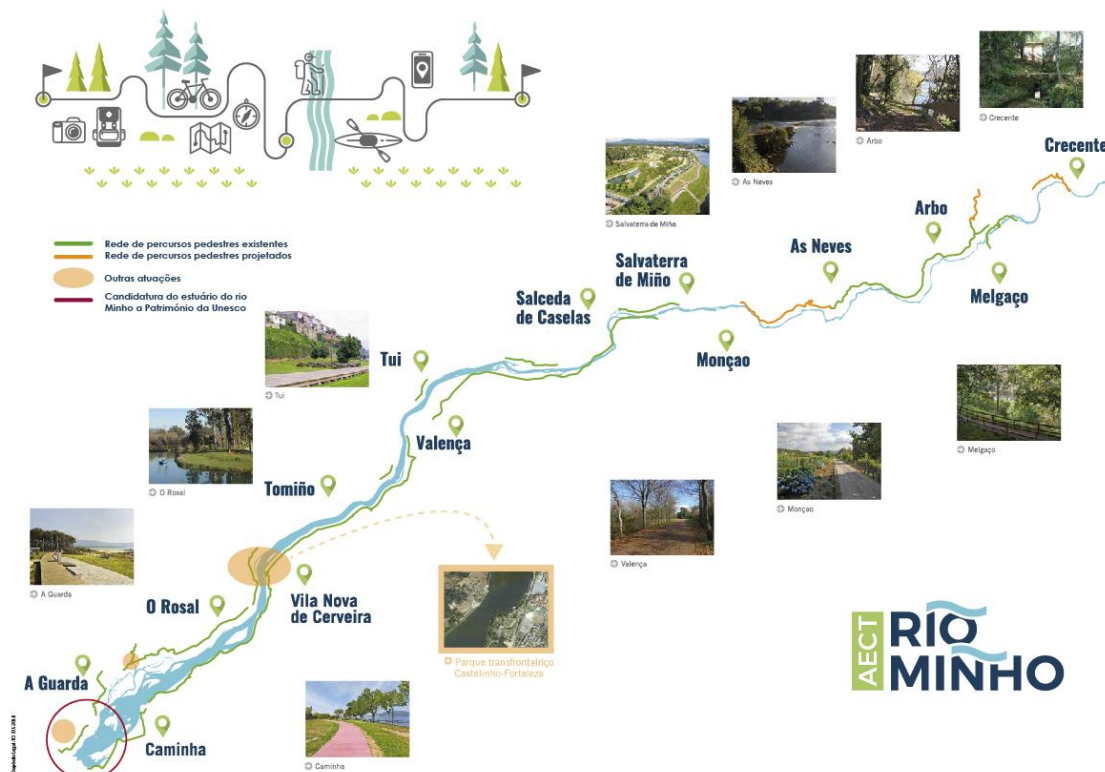 Rede de percursos pedestres existentes
Rede de percursos pedestres projetados
Outras atuações
Candidatura do estuário do rio
Minho a Património da Unesco
Crecente
Arbo
As Neves
Salvaterra de Miño
Crecente
Arbo
As Neves
Melgaço
Salvaterra
de Miño
Salceda
de Caselas
Monçao
Tui
Tui
Valença
Melgaço
O Rosal
Tomiño
Monçao
Valença
A Guarda
O Rosal
Vila Nova
de Cerveira
Parque transfronteiriço
Castelinho-Fortaleza
A Guarda
Caminha
Caminha
AECT
RIO
MINHO